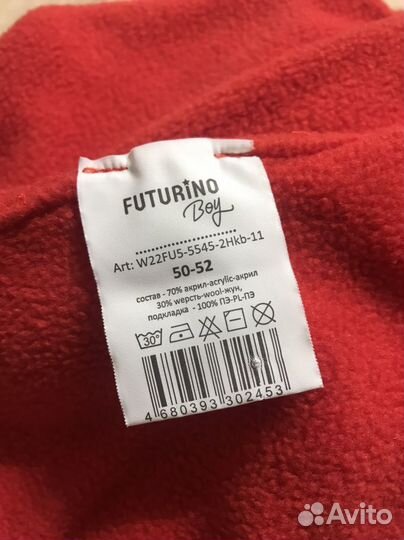 FUTURINO
Boy
Art: W22FU5-5545-2Hkb-11
50-52
состав - 70% акрил-acrylic-акрил
30% шерсть-wool-жүн,
подкладка - 100% ПЭ-PL-ПЭ
30°
4 680393 302453
Avito